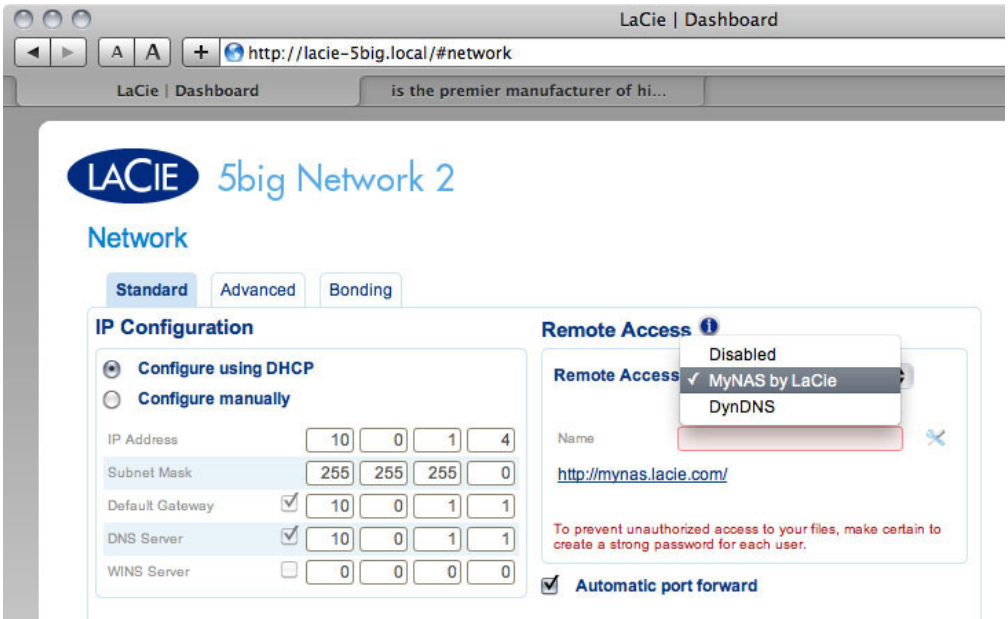 LaCie | Dashboard
A A + http://lacie-5big.local/#network
LaCie | Dashboard
is the premier manufacturer of hi...
LACIE 5big Network 2
Network
Standard Advanced Bonding
IP Configuration
Configure using DHCP
Configure manually
IP Address 10 0 1 4
Subnet Mask 255 255 255 0
Default Gateway 10 0 1 1
DNS Server 10 0 1 1
WINS Server 0 0 0 0
Remote Access i
Remote Access
Disabled
✓ MyNAS by LaCie
DynDNS
Name
http://mynas.lacie.com/
To prevent unauthorized access to your files, make certain to
create a strong password for each user.
Automatic port forward